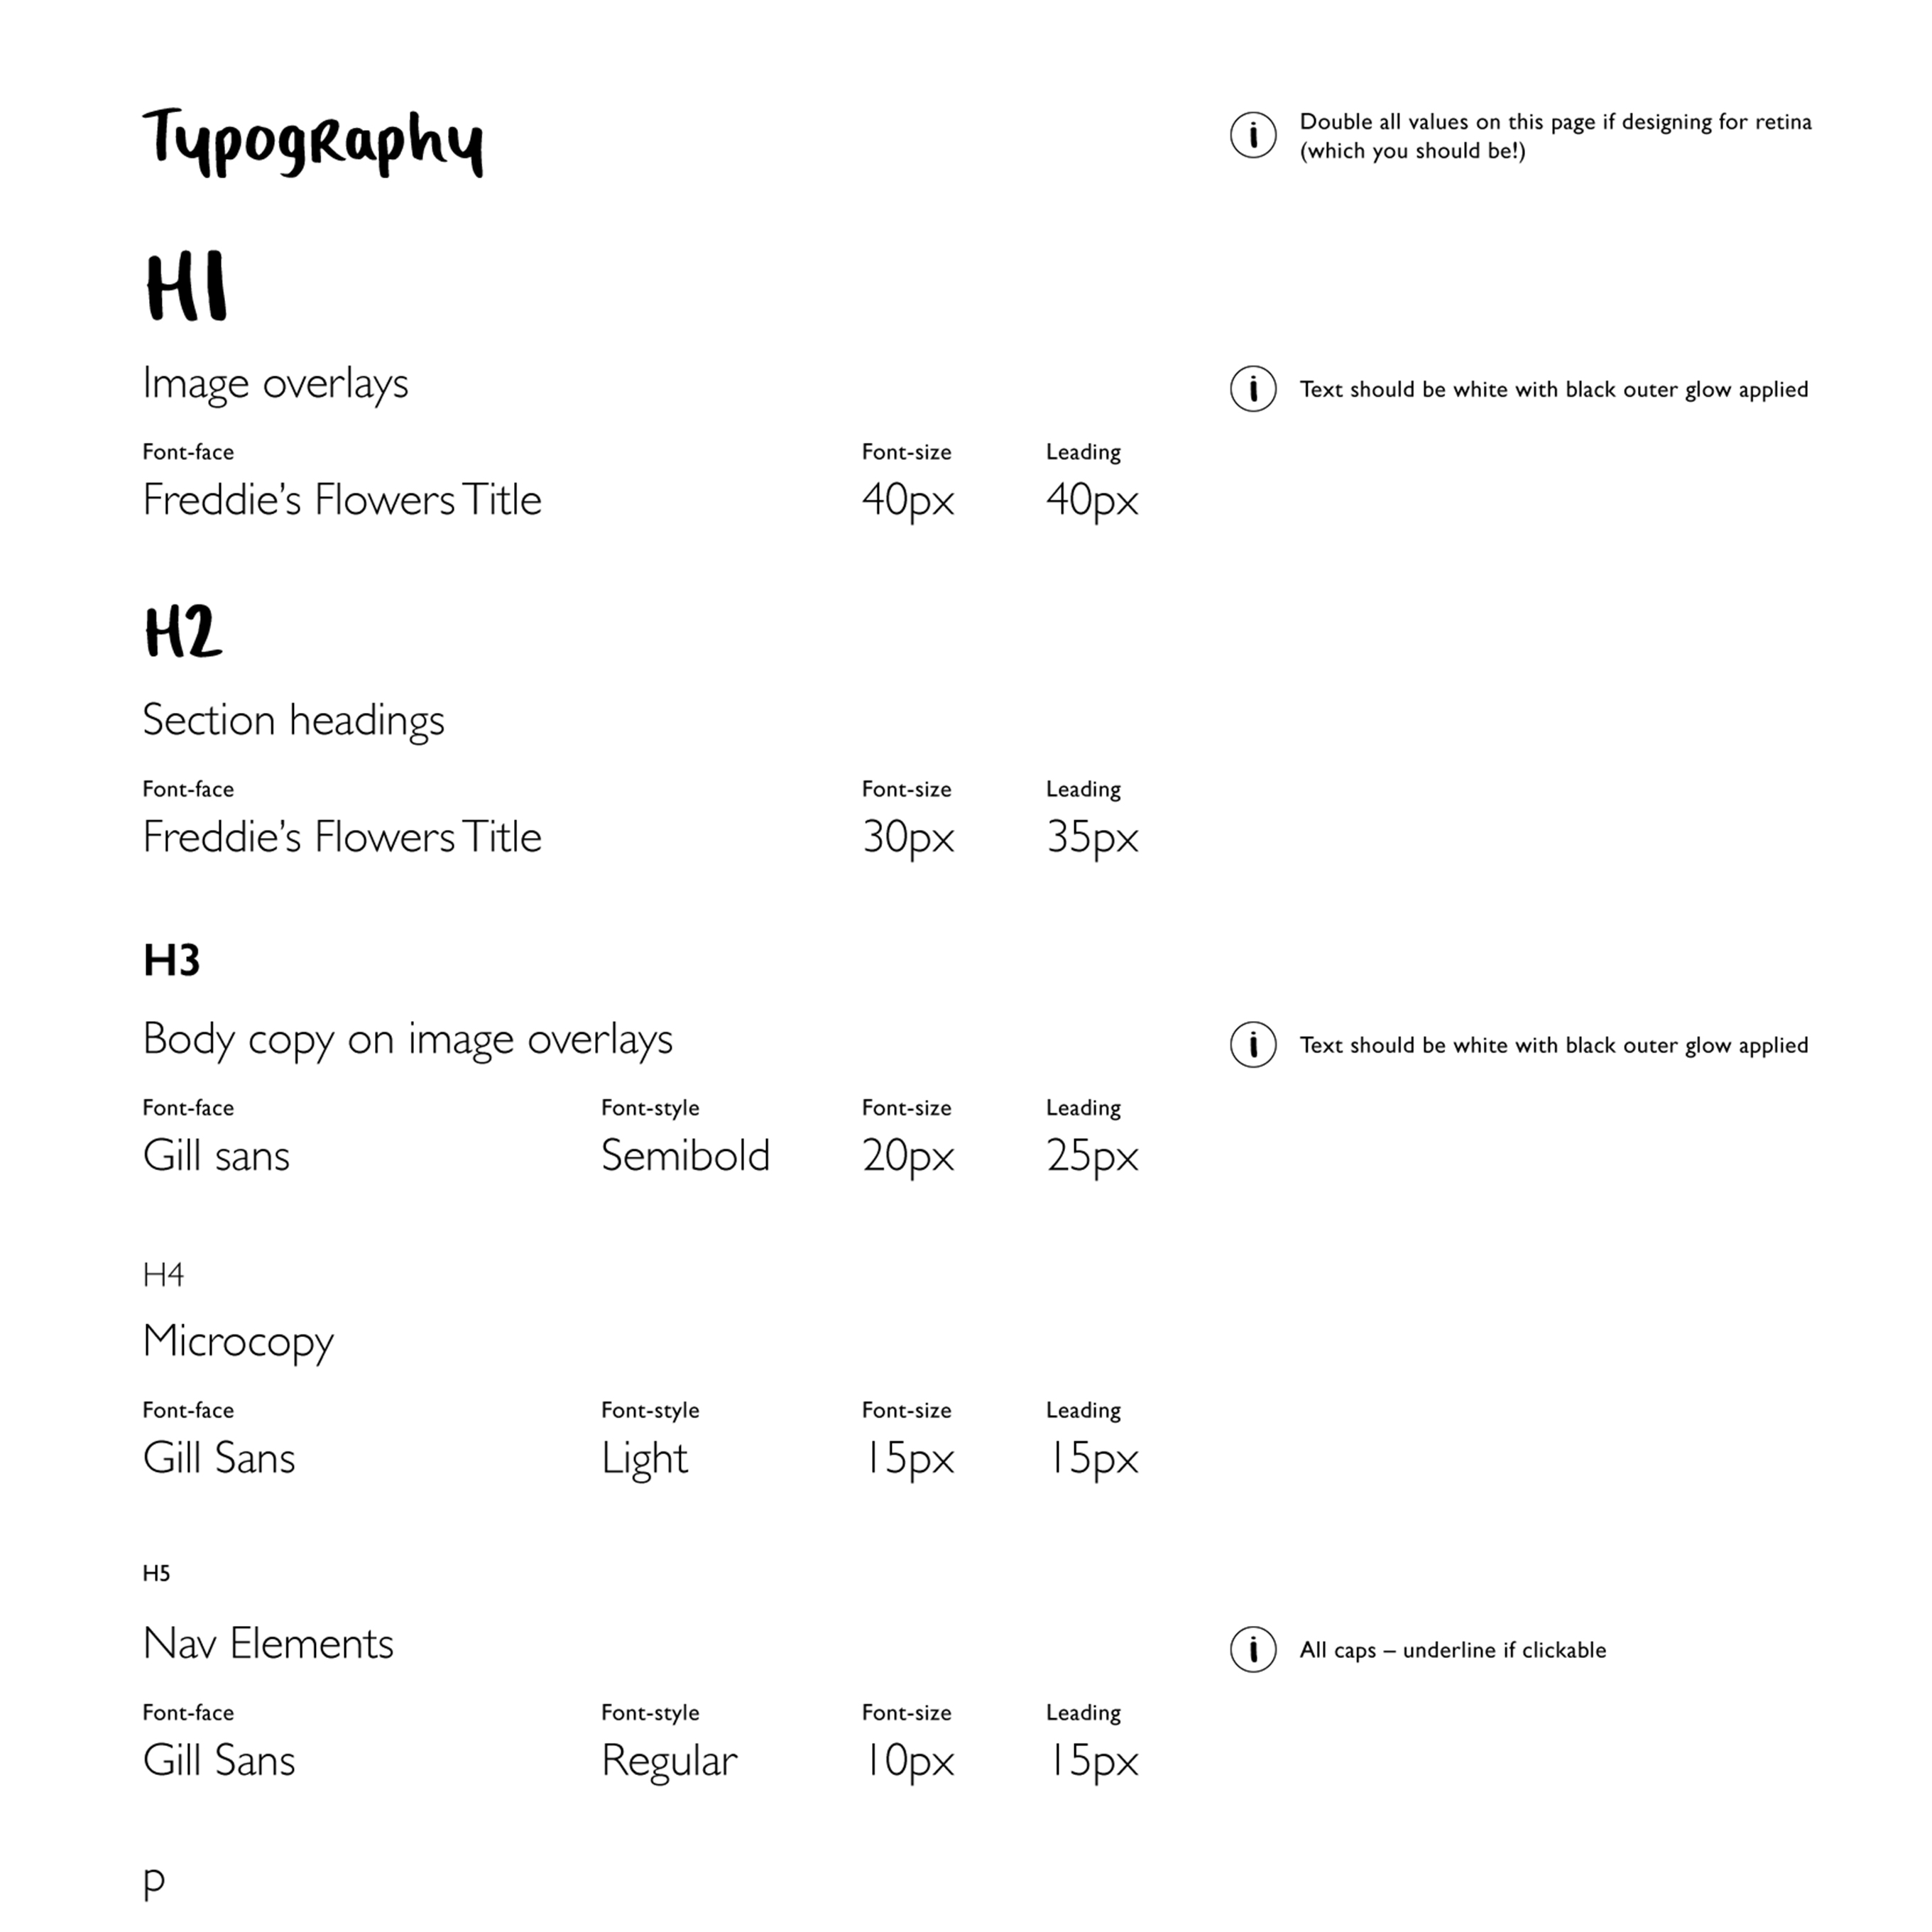 Typography
Double all values on this page if designing for retina
(which you should be!)
H1
Image overlays
Text should be white with black outer glow applied
Font-face Font-size Leading
Freddie's Flowers Title 40px 40px
H2
Section headings
Font-face Font-size Leading
Freddie's Flowers Title 30px 35px
H3
Body copy on image overlays
Text should be white with black outer glow applied
Font-face Font-style Font-size Leading
Gill sans Semibold 20px 25px
H4
Microcopy
Font-face Font-style Font-size Leading
Gill Sans Light 15px 15px
H5
Nav Elements
All caps – underline if clickable
Font-face Font-style Font-size Leading
Gill Sans Regular 10px 15px
p